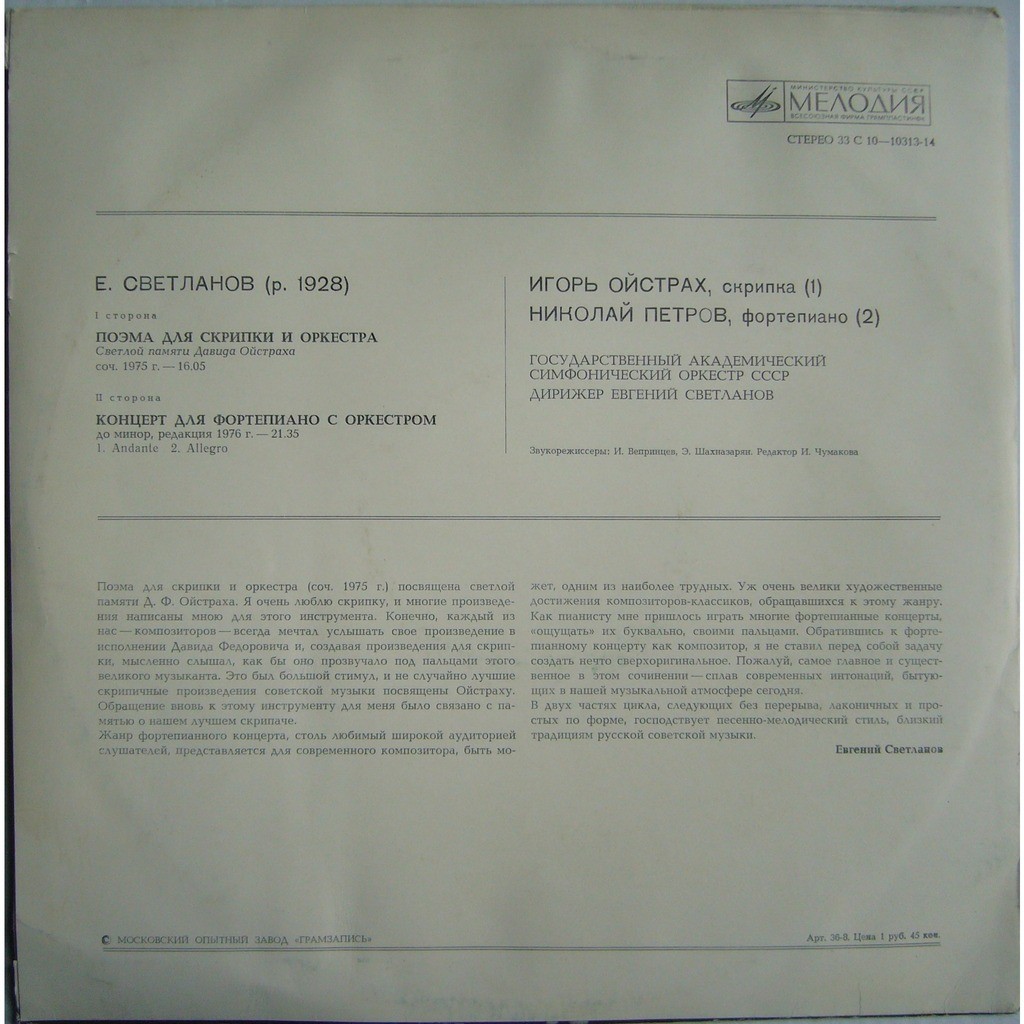 МИНИСТЕРСТВО КУЛЬТУРЫ СССР
МЕЛОДИЯ
ВСЕСОЮЗНАЯ ФИРМА ГРАМПЛАСТИНОК
СТЕРЕО 33 С 10—10313-14
Е. СВЕТЛАНОВ (р. 1928)
I сторона
ПОЭМА ДЛЯ СКРИПКИ И ОРКЕСТРА
Светлой памяти Давида Ойстраха
соч. 1975 г. — 16.05
II сторона
КОНЦЕРТ ДЛЯ ФОРТЕПИАНО С ОРКЕСТРОМ
до минор, редакция 1976 г. — 21.35
1. Andante 2. Allegro
ИГОРЬ ОЙСТРАХ, скрипка (1)
НИКОЛАЙ ПЕТРОВ, фортепиано (2)
ГОСУДАРСТВЕННЫЙ АКАДЕМИЧЕСКИЙ
СИМФОНИЧЕСКИЙ ОРКЕСТР СССР
ДИРИЖЕР ЕВГЕНИЙ СВЕТЛАНОВ
Звукорежиссеры: И. Вепринцев, Э. Шахназарян. Редактор И. Чумакова
Поэма для скрипки и оркестра (соч. 1975 г.) посвящена светлой
памяти Д. Ф. Ойстраха. Я очень люблю скрипку, и многие произведе-
ния написаны мною для этого инструмента. Конечно, каждый из
нас — композиторов — всегда мечтал услышать свое произведение в
исполнении Давида Федоровича и, создавая произведения для скрип-
ки, мысленно слышал, как бы оно прозвучало под пальцами этого
великого музыканта. Это был большой стимул, и не случайно лучшие
скрипичные произведения советской музыки посвящены Ойстраху.
Обращение вновь к этому инструменту для меня было связано с па-
мятью о нашем лучшем скрипаче.
Жанр фортепианного концерта, столь любимый широкой аудиторией
слушателей, представляется для современного композитора, быть мо-
жет, одним из наиболее трудных. Уж очень велики художественные
достижения композиторов-классиков, обращавшихся к этому жанру.
Как пианисту мне пришлось играть многие фортепианные концерты,
«ощущать» их буквально, своими пальцами. Обратившись к форте-
пианному концерту как композитор, я не ставил перед собой задачу
создать нечто сверхоригинальное. Пожалуй, самое главное и сущест-
венное в этом сочинении — сплав современных интонаций, бытую-
щих в нашей музыкальной атмосфере сегодня.
В двух частях цикла, следующих без перерыва, лаконичных и про-
стых по форме, господствует песенно-мелодический стиль, близкий
традициям русской советской музыки.
Евгений Светланов
© МОСКОВСКИЙ ОПЫТНЫЙ ЗАВОД «ГРАМЗАПИСЬ»
Арт. 36-8. Цена 1 руб. 45 коп.